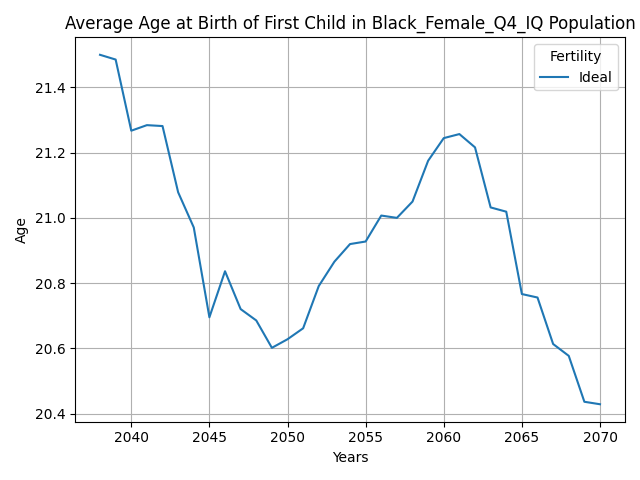 Average Age at Birth of First Child in Black_Female_Q4_IQ Population
Fertility
Ideal
21.4
21.2
21.0
20.8
20.6
20.4
Age
2040 2045 2050 2055 2060 2065 2070
Years